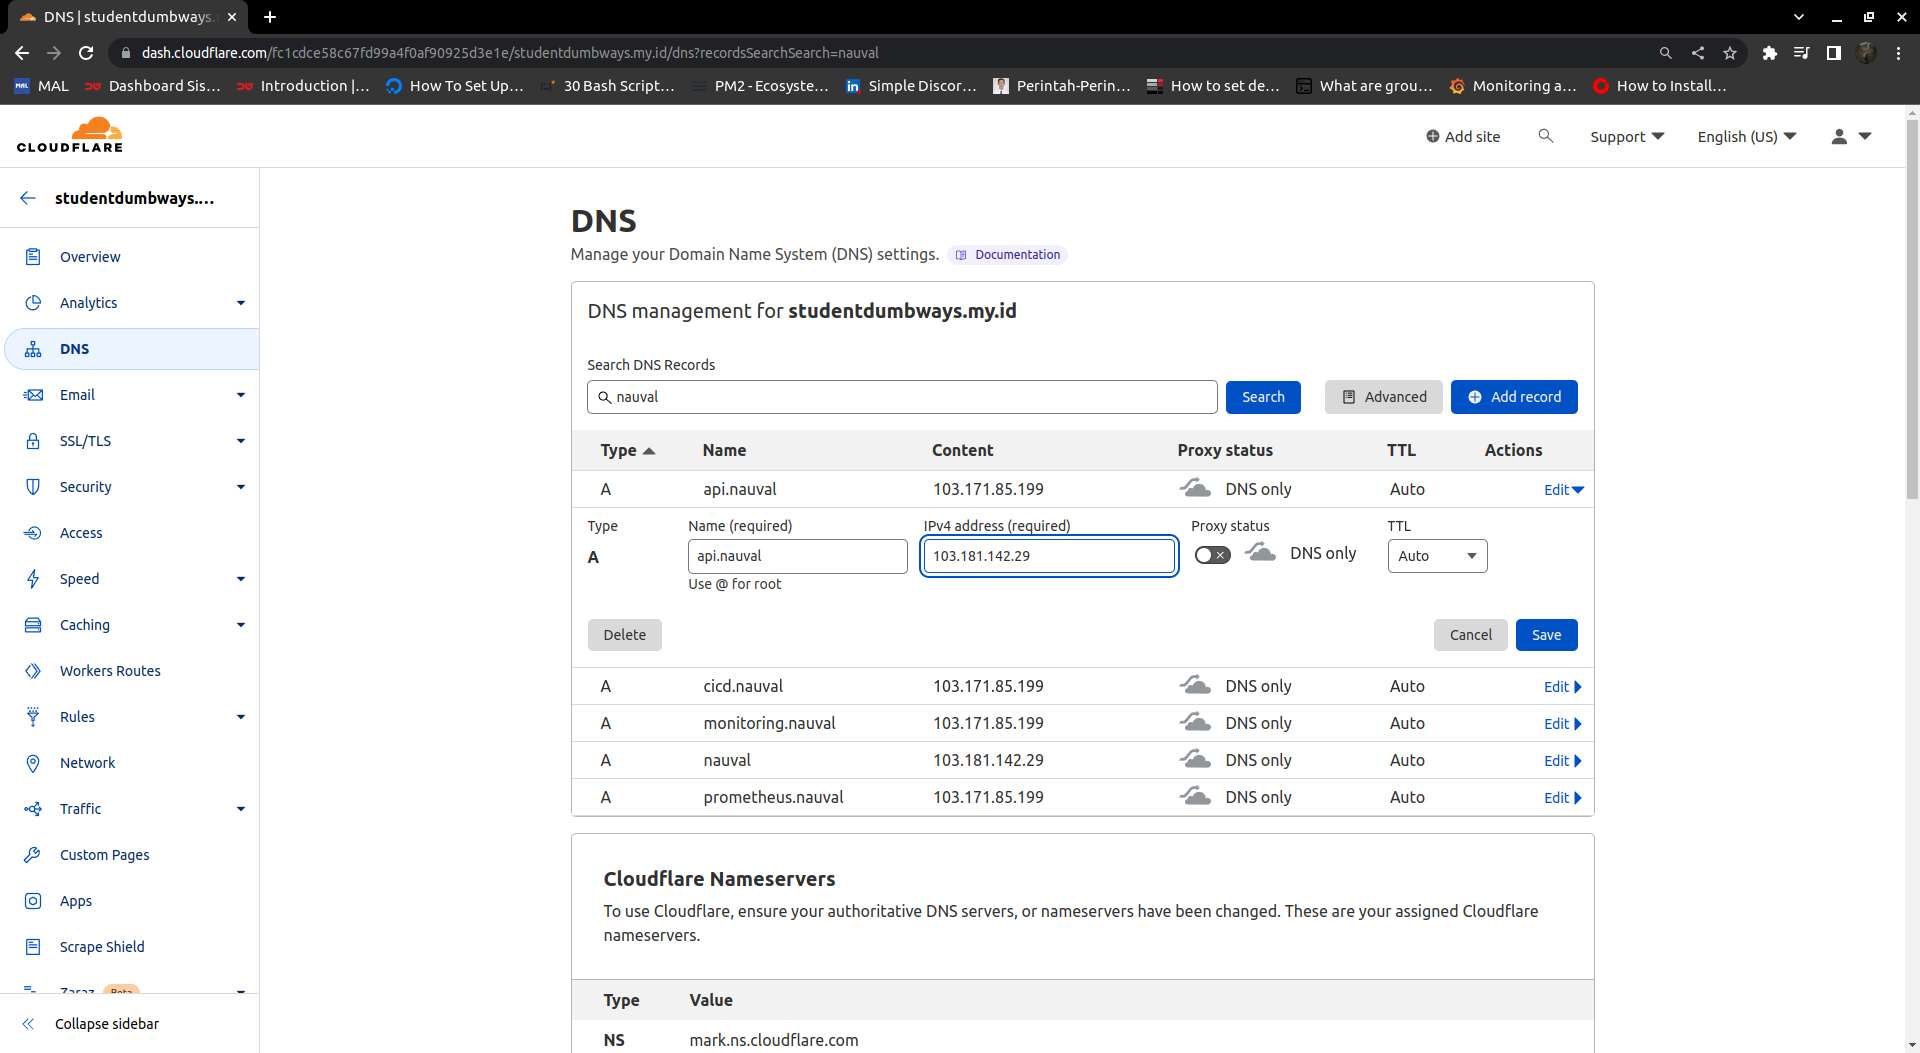 DNS | studentdumbways.
dash.cloudflare.com/fc1cdce58c67fd99a4f0af90925d3e1e/studentdumbways.my.id/dns?recordsSearchSearch=nauval
MAL MAL Dashboard Sis... Introduction |... How To Set Up,... 30 Bash Script... PM2 - Ecosyste... in Simple Discor... Perintah-Perin... How to set de... What are grou... Monitoring a... How to Install...
CLOUDFLARE
Add site Support English (US)
studentdumbways....
Overview
Analytics
DNS
Email
SSL/TLS
Security
Access
Speed
Caching
Workers Routes
Rules
Network
Traffic
Custom Pages
Apps
Scrape Shield
Zaraz Beta
Collapse sidebar
DNS
Manage your Domain Name System (DNS) settings. Documentation
DNS management for studentdumbways.my.id
Search DNS Records
nauval Search Advanced Add record
Type Name Content Proxy status TTL Actions
A api.nauval 103.171.85.199 DNS only Auto Edit
Type Name (required) IPv4 address (required) Proxy status TTL
A api.nauval 103.181.142.29 DNS only Auto
Use @ for root
Delete Cancel Save
A cicd.nauval 103.171.85.199 DNS only Auto Edit
A monitoring.nauval 103.171.85.199 DNS only Auto Edit
A nauval 103.181.142.29 DNS only Auto Edit
A prometheus.nauval 103.171.85.199 DNS only Auto Edit
Cloudflare Nameservers
To use Cloudflare, ensure your authoritative DNS servers, or nameservers have been changed. These are your assigned Cloudflare
nameservers.
Type Value
NS mark.ns.cloudflare.com